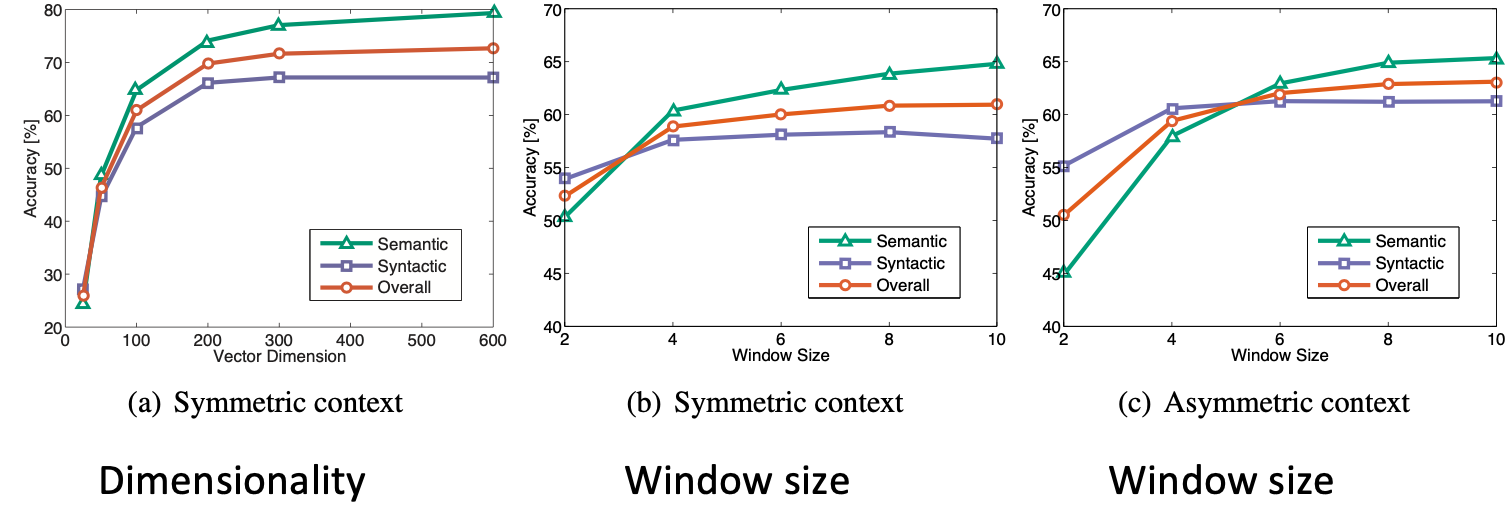 80
70
60
50
40
30
20
Accuracy [%]
0 100 200 300 400 500 600
Vector Dimension
Semantic
Syntactic
Overall
(a) Symmetric context
Dimensionality
70
65
60
55
50
45
40
Accuracy [%]
2 4 6 8 10
Window Size
Semantic
Syntactic
Overall
(b) Symmetric context
Window size
70
65
60
55
50
45
40
Accuracy [%]
2 4 6 8 10
Window Size
Semantic
Syntactic
Overall
(c) Asymmetric context
Window size